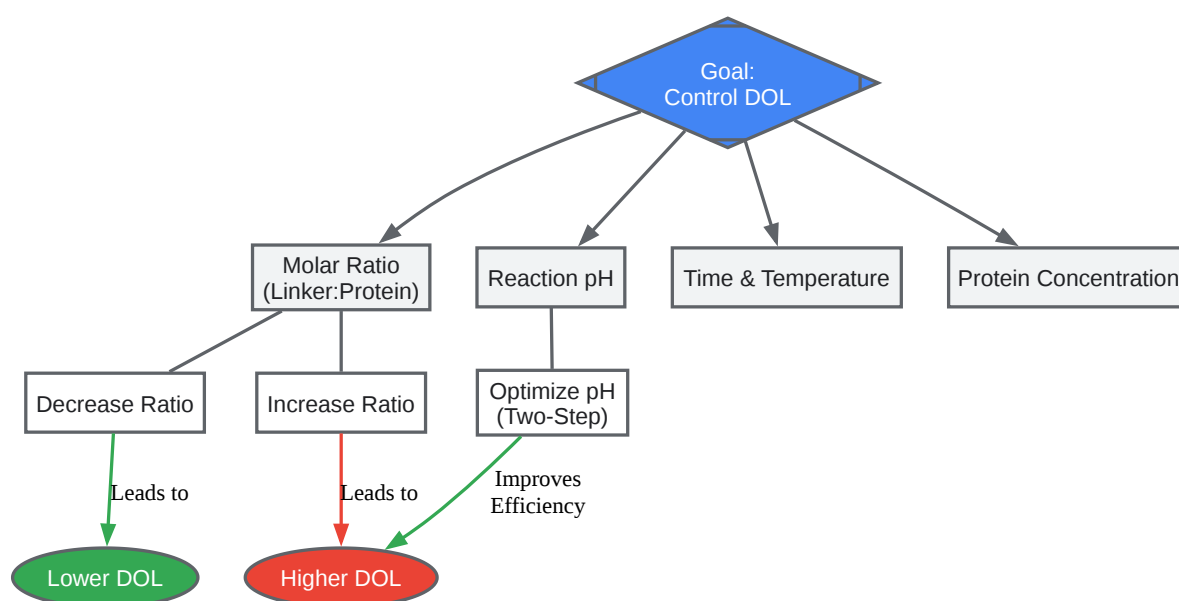 Goal:
Control DOL
Molar Ratio
(Linker:Protein)
Reaction pH
Time & Temperature
Protein Concentration
Decrease Ratio
Increase Ratio
Optimize pH
(Two-Step)
Leads to
Leads to
Improves
Efficiency
Lower DOL
Higher DOL